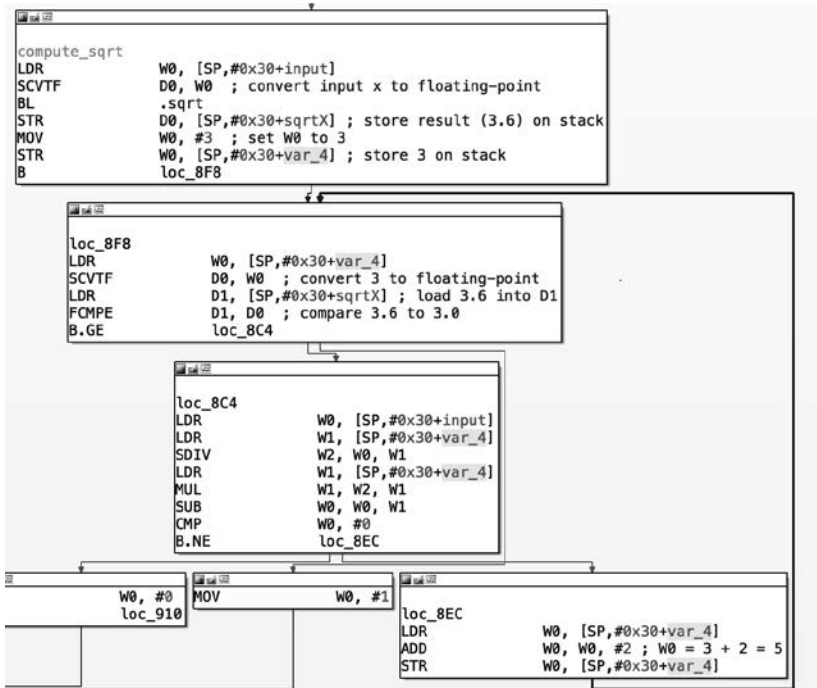 compute_sqrt
LDR W0, [SP,#0x30+input]
SCVTF D0, W0 ; convert input x to floating-point
BL .sqrt
STR D0, [SP,#0x30+sqrtX] ; store result (3.6) on stack
MOV W0, #3 ; set W0 to 3
STR W0, [SP,#0x30+var_4] ; store 3 on stack
B loc_8F8
loc_8F8
LDR W0, [SP,#0x30+var_4]
SCVTF D0, W0 ; convert 3 to floating-point
LDR D1, [SP,#0x30+sqrtX] ; load 3.6 into D1
FCMPE D1, D0 ; compare 3.6 to 3.0
B.GE loc_8C4
loc_8C4
LDR W0, [SP,#0x30+input]
LDR W1, [SP,#0x30+var_4]
SDIV W2, W0, W1
LDR W1, [SP,#0x30+var_4]
MUL W1, W2, W1
SUB W0, W0, W1
CMP W0, #0
B.NE loc_8EC
W0, #0
loc_910
MOV W0, #1
loc_8EC
LDR W0, [SP,#0x30+var_4]
ADD W0, W0, #2 ; W0 = 3 + 2 = 5
STR W0, [SP,#0x30+var_4]